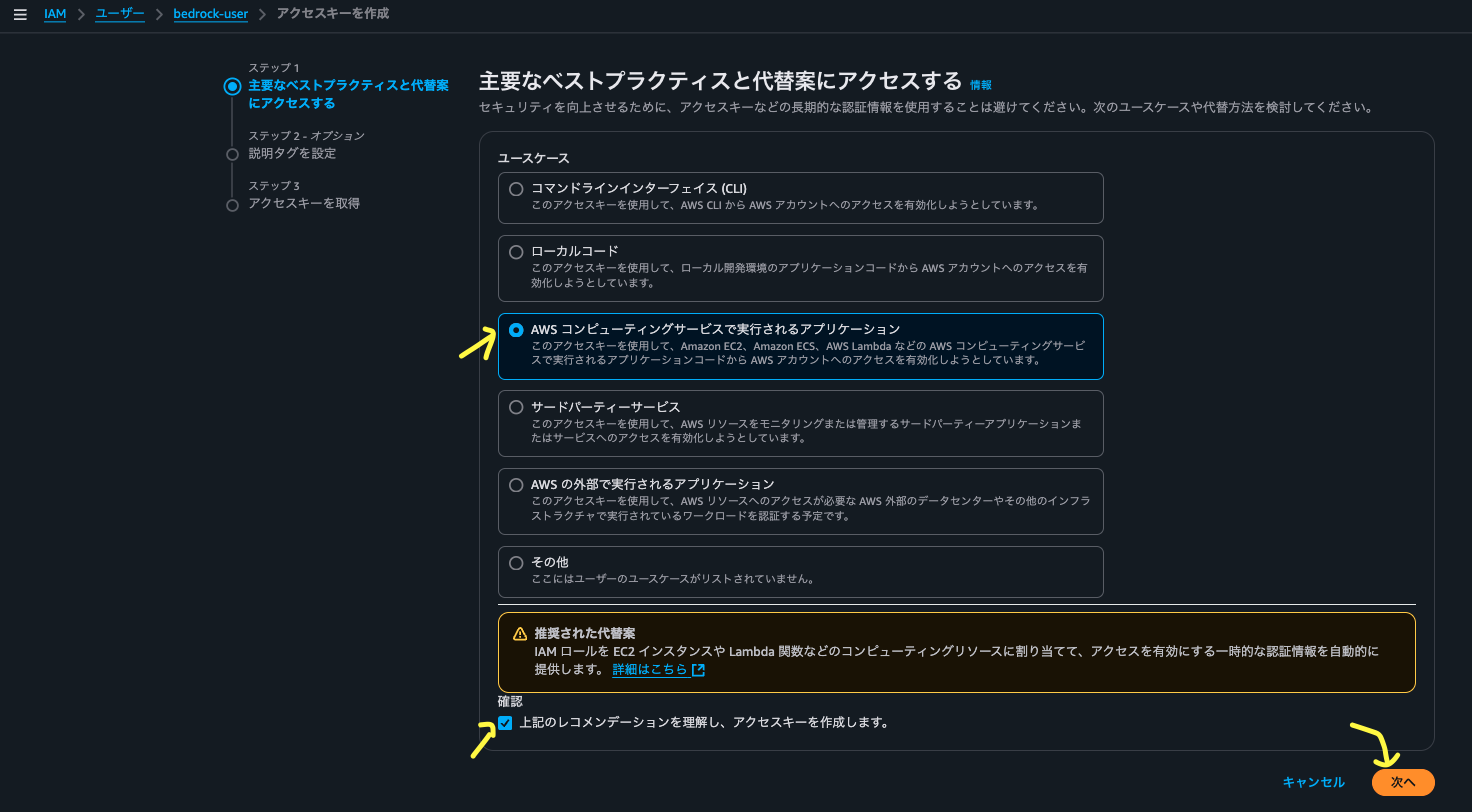 IAM > ユーザー > bedrock-user > アクセスキーを作成
ステップ 1
主要なベストプラクティスと代替案
にアクセスする
ステップ 2 - オプション
説明タグを設定
ステップ 3
アクセスキーを取得
主要なベストプラクティスと代替案にアクセスする 情報
セキュリティを向上させるために、アクセスキーなどの長期的な認証情報を使用することは避けてください。次のユースケースや代替方法を検討してください。
ユースケース
コマンドラインインターフェイス (CLI)
このアクセスキーを使用して、AWS CLI から AWS アカウントへのアクセスを有効化しようとしています。
ローカルコード
このアクセスキーを使用して、ローカル開発環境のアプリケーションコードから AWS アカウントへのアクセスを有
効化しようとしています。
AWS コンピューティングサービスで実行されるアプリケーション
このアクセスキーを使用して、Amazon EC2、Amazon ECS、AWS Lambda などの AWS コンピューティングサービ
スで実行されるアプリケーションコードから AWS アカウントへのアクセスを有効化しようとしています。
サードパーティーサービス
このアクセスキーを使用して、AWS リソースをモニタリングまたは管理するサードパーティーアプリケーションま
たはサービスへのアクセスを有効化しようとしています。
AWS の外部で実行されるアプリケーション
このアクセスキーを使用して、AWS リソースへのアクセスが必要な AWS 外部のデータセンターやその他のインフラ
ストラクチャで実行されているワークロードを認証する予定です。
その他
ここにはユーザーのユースケースがリストされていません。
推奨された代替案
IAM ロールを EC2 インスタンスや Lambda 関数などのコンピューティングリソースに割り当てて、アクセスを有効にする一時的な認証情報を自動的に
提供します。 詳細はこちら
確認
上記のレコメンデーションを理解し、アクセスキーを作成します。
キャンセル 次へ